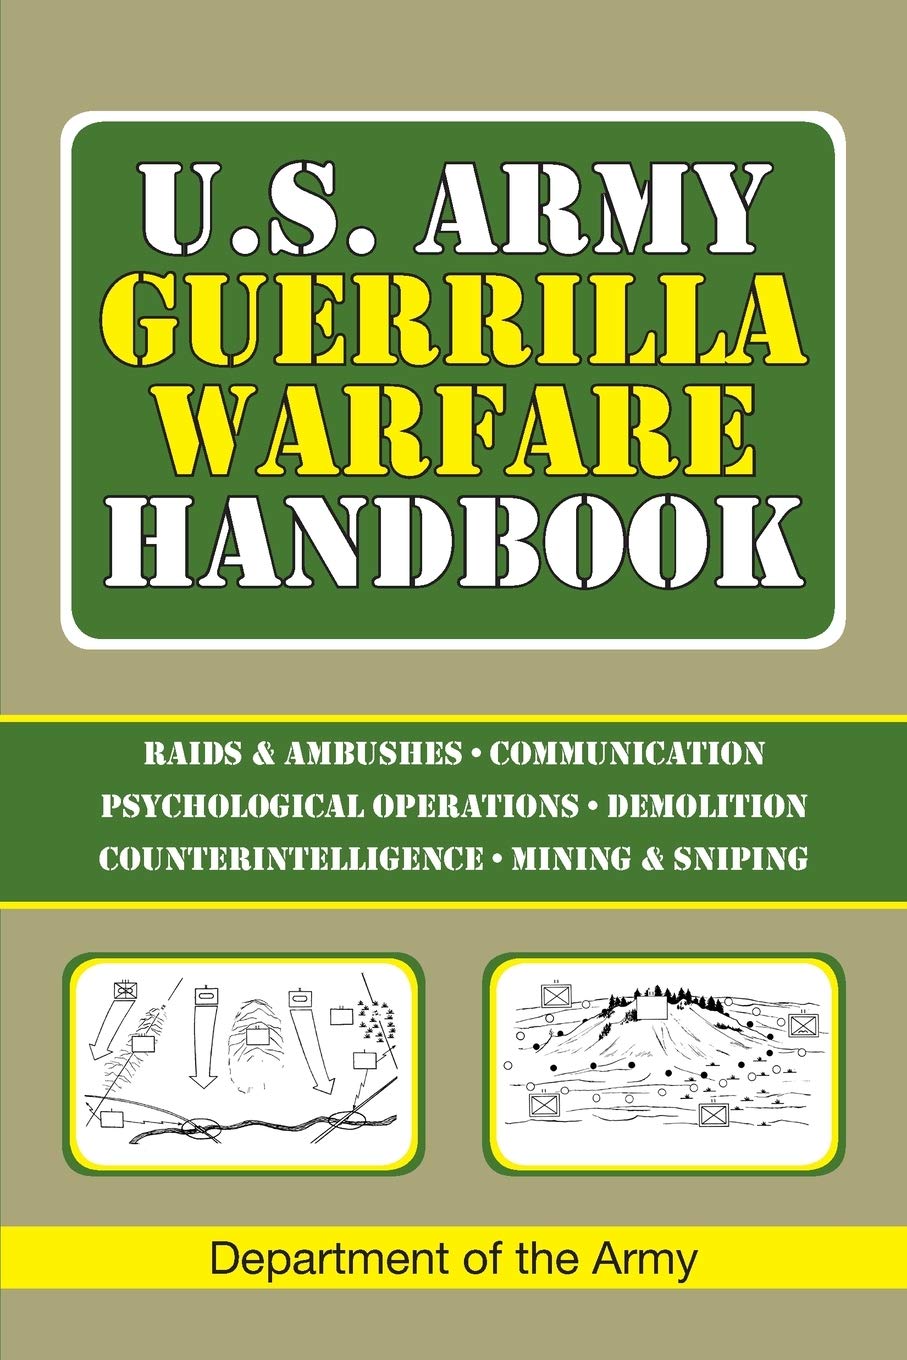 U.S. ARMY
GUERRILLA
WARFARE
HANDBOOK
RAIDS & AMBUSHES • COMMUNICATION
PSYCHOLOGICAL OPERATIONS • DEMOLITION
COUNTERINTELLIGENCE • MINING & SNIPING
Department of the Army